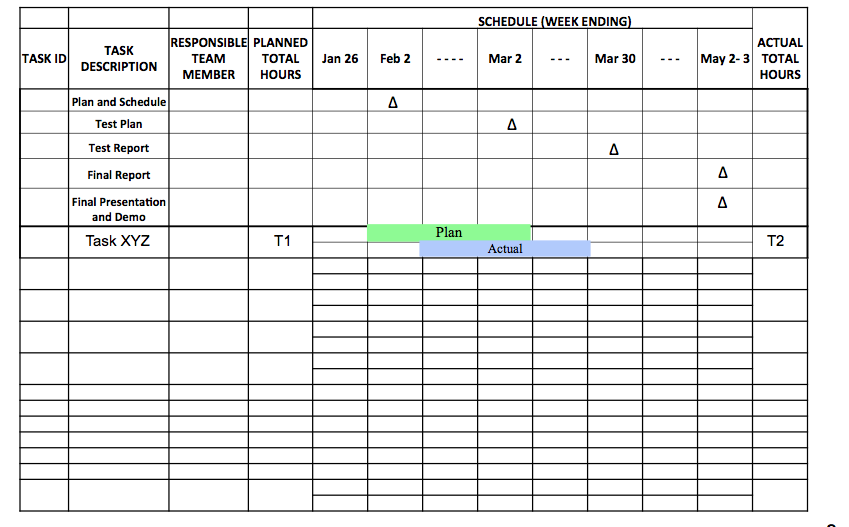 SCHEDULE (WEEK ENDING)
TASK ID
TASK
DESCRIPTION
RESPONSIBLE
TEAM
MEMBER
PLANNED
TOTAL
HOURS
Jan 26
Feb 2
----
Mar 2
---
Mar 30
---
May 2- 3
ACTUAL
TOTAL
HOURS
Plan and Schedule Δ
Test Plan Δ
Test Report Δ
Final Report Δ
Final Presentation
and Demo Δ
Task XYZ T1 Plan T2
Actual